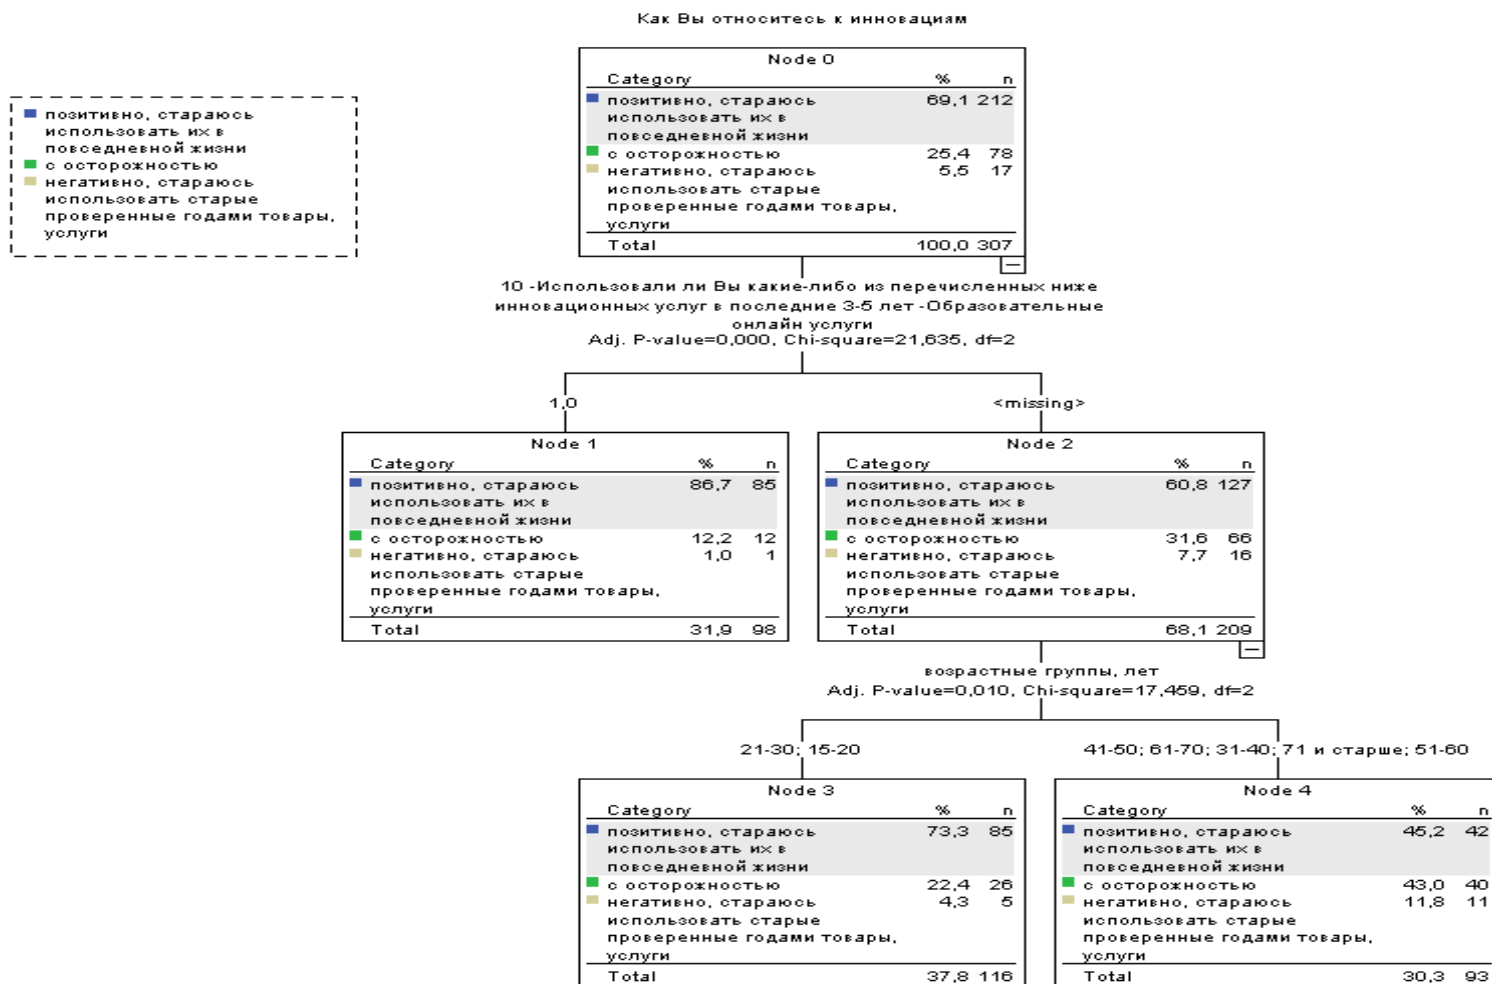 Как Вы относитесь к инновациям
позитивно, стараюсь
использовать их в
повседневной жизни
с осторожностью
негативно, стараюсь
использовать старые
проверенные годами товары,
услуги
Node 0
Category % n
позитивно, стараюсь 69,1 212
использовать их в
повседневной жизни
с осторожностью 25,4 78
негативно, стараюсь 5,5 17
использовать старые
проверенные годами товары,
услуги
Total 100,0 307
10 -Использовали ли Вы какие-либо из перечисленных ниже
инновационных услуг в последние 3-5 лет -Образовательные
онлайн услуги
Adj. P-value=0,000, Chi-square=21,635, df=2
1,0
<missing>
Node 1
Category % n
позитивно, стараюсь 86,7 85
использовать их в
повседневной жизни
с осторожностью 12,2 12
негативно, стараюсь 1,0 1
использовать старые
проверенные годами товары,
услуги
Total 31,9 98
Node 2
Category % n
позитивно, стараюсь 60,8 127
использовать их в
повседневной жизни
с осторожностью 31,6 66
негативно, стараюсь 7,7 16
использовать старые
проверенные годами товары,
услуги
Total 68,1 209
возрастные группы, лет
Adj. P-value=0,010, Chi-square=17,459, df=2
21-30; 15-20
41-50; 61-70; 31-40; 71 и старше; 51-60
Node 3
Category % n
позитивно, стараюсь 73,3 85
использовать их в
повседневной жизни
с осторожностью 22,4 26
негативно, стараюсь 4,3 5
использовать старые
проверенные годами товары,
услуги
Total 37,8 116
Node 4
Category % n
позитивно, стараюсь 45,2 42
использовать их в
повседневной жизни
с осторожностью 43,0 40
негативно, стараюсь 11,8 11
использовать старые
проверенные годами товары,
услуги
Total 30,3 93